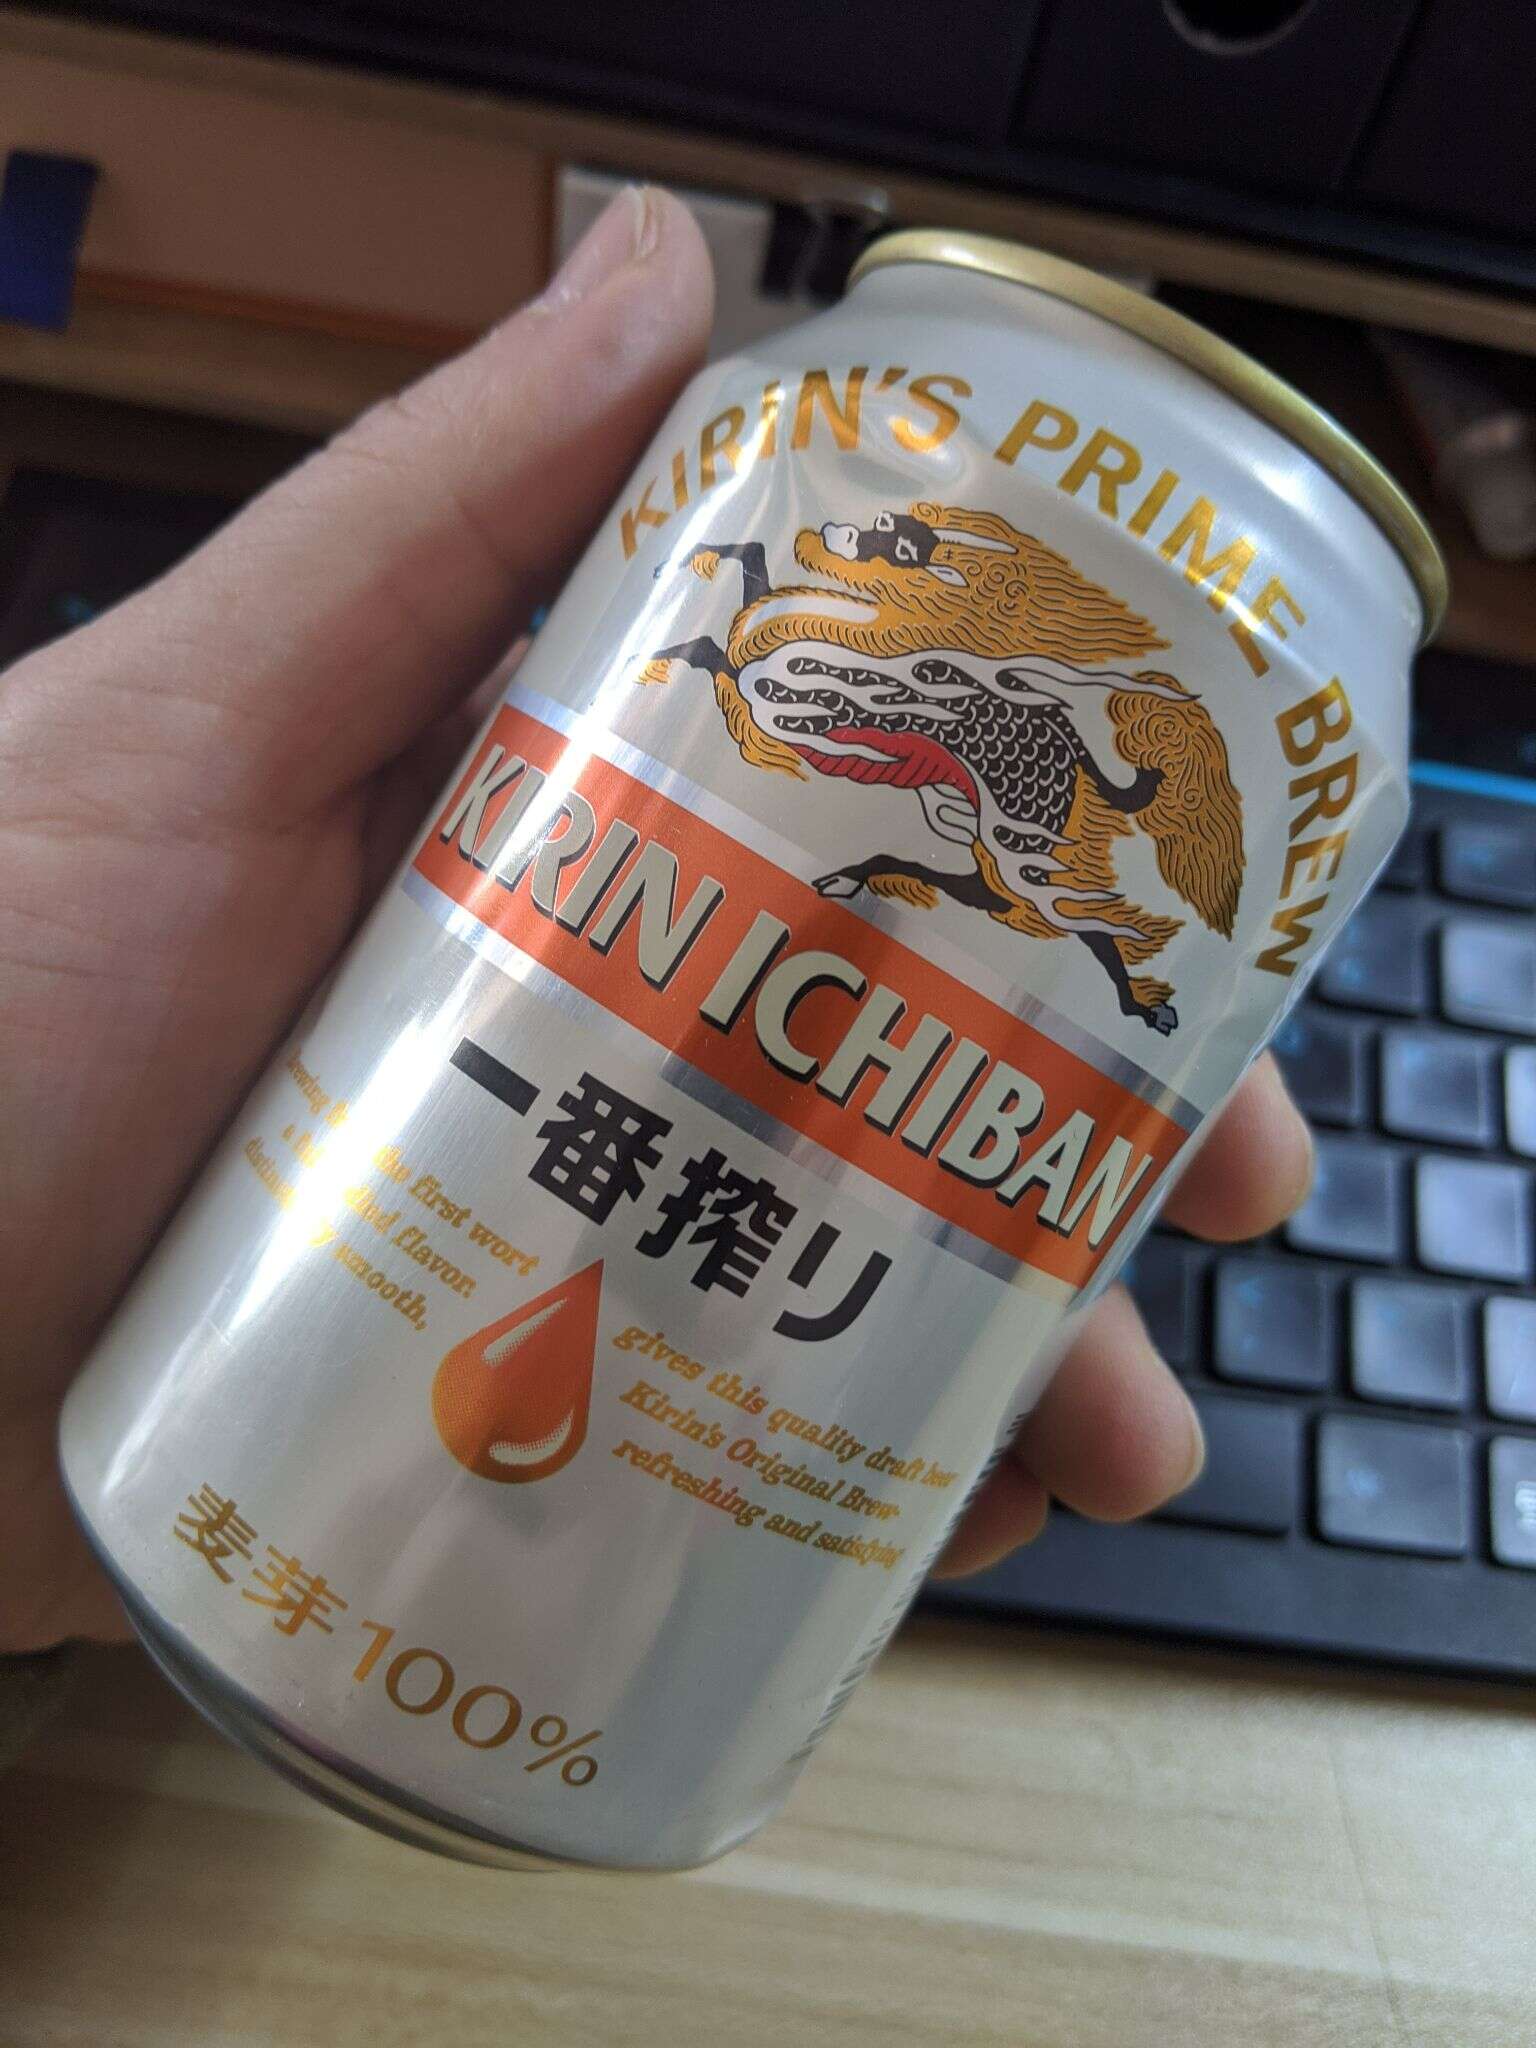 KIRIN'S PRIME BREW
KIRIN ICHIBAN
一番搾り
brewing the first wort
flavor.
smooth,
gives this quality draft beer
Kirin's Original Brew-
refreshing and satisfying
麦芽100%